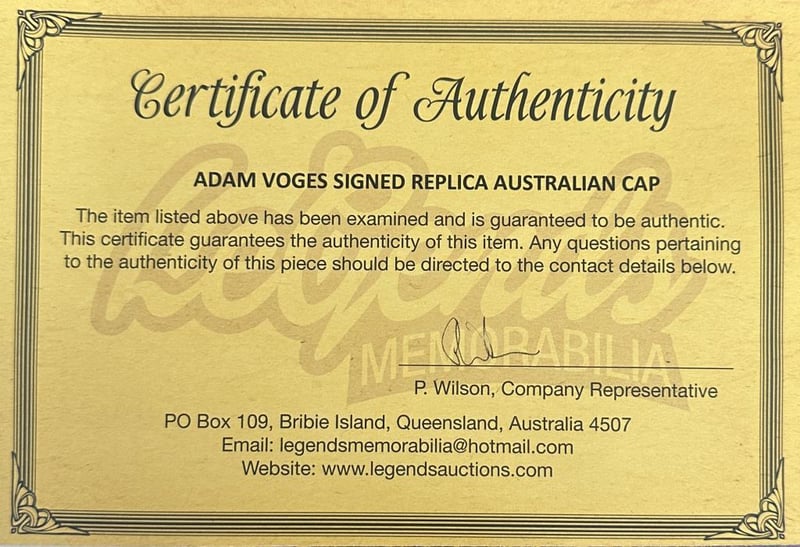 Certificate of Authenticity
ADAM VOGES SIGNED REPLICA AUSTRALIAN CAP
The item listed above has been examined and is guaranteed to be authentic.
This certificate guarantees the authenticity of this item. Any questions pertaining
to the authenticity of this piece should be directed to the contact details below.
Legends
MEMORABILIA
P. Wilson, Company Representative
PO Box 109, Bribie Island, Queensland, Australia 4507
Email: legendsmemorabilia@hotmail.com
Website: www.legendsauctions.com